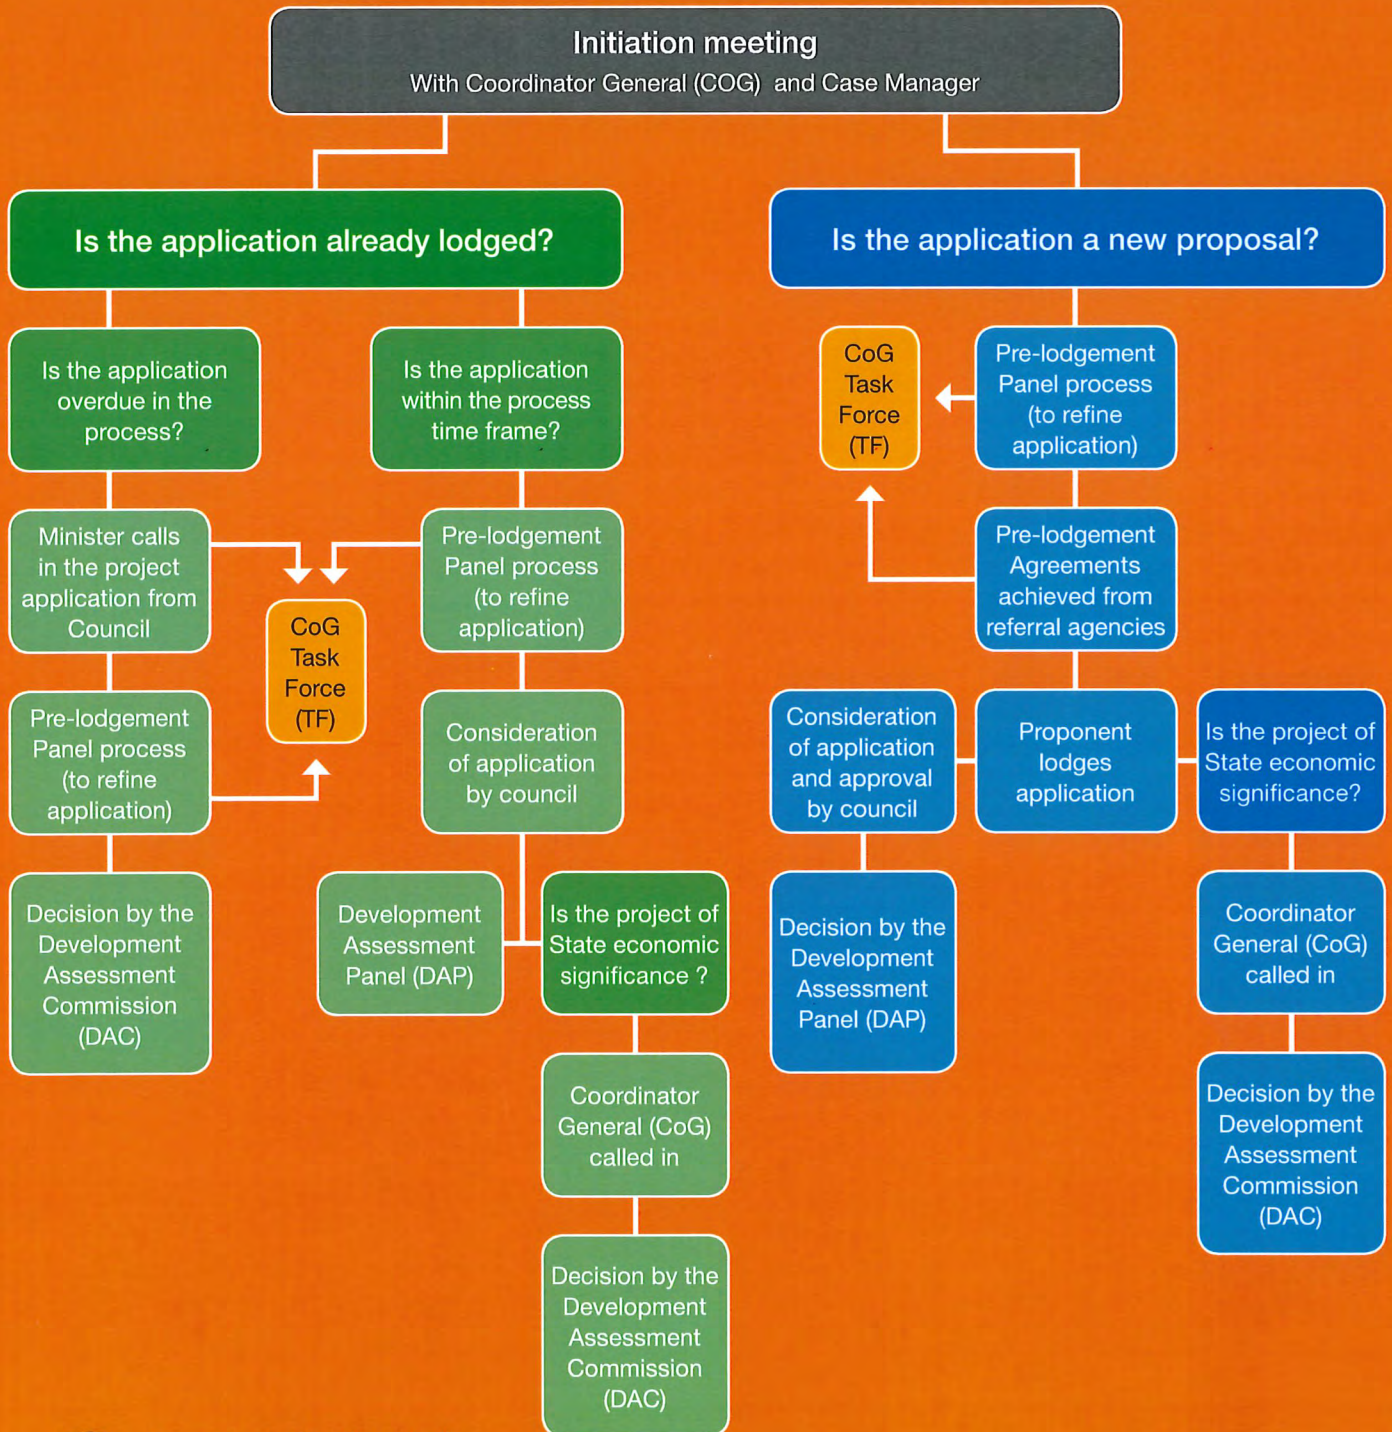 Initiation meeting
With Coordinator General (COG) and Case Manager
Is the application already lodged?
Is the application
overdue in the
process?
Minister calls
in the project
application from
Council
Pre-lodgement
Panel process
(to refine
application)
Decision by the
Development
Assessment
Commission
(DAC)
CoG
Task
Force
(TF)
Is the application
within the process
time frame?
Pre-lodgement
Panel process
(to refine
application)
Consideration
of application
by council
Development
Assessment
Panel (DAP)
Is the project of
State economic
significance ?
Coordinator
General (CoG)
called in
Decision by the
Development
Assessment
Commission
(DAC)
Is the application a new proposal?
CoG
Task
Force
(TF)
Pre-lodgement
Panel process
(to refine
application)
Pre-lodgement
Agreements
achieved from
referral agencies
Consideration
of application
and approval
by council
Proponent
lodges
application
Is the project of
State economic
significance?
Decision by the
Development
Assessment
Panel (DAP)
Coordinator
General (CoG)
called in
Decision by the
Development
Assessment
Commission
(DAC)